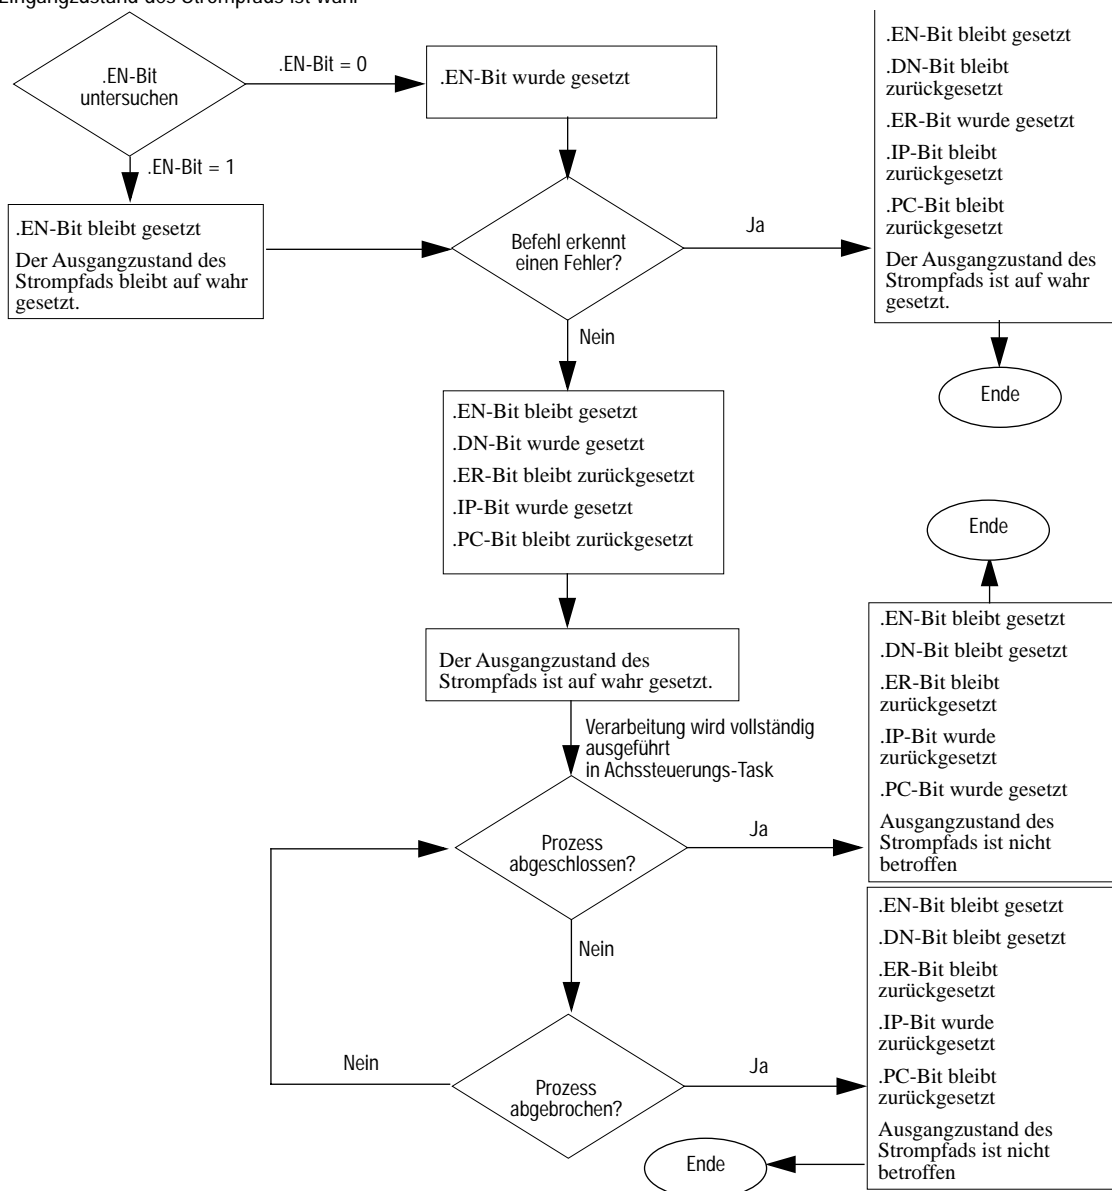 Eingangzustand des Strompfads ist wahr
.EN-Bit
untersuchen
.EN-Bit = 0
.EN-Bit wurde gesetzt
.EN-Bit = 1
.EN-Bit bleibt gesetzt
Der Ausgangzustand des
Strompfads bleibt auf wahr
gesetzt.
Befehl erkennt
einen Fehler?
Ja
.EN-Bit bleibt gesetzt
.DN-Bit bleibt
zurückgesetzt
.ER-Bit wurde gesetzt
.IP-Bit bleibt
zurückgesetzt
.PC-Bit bleibt
zurückgesetzt
Der Ausgangzustand des
Strompfads ist auf wahr
gesetzt.
Ende
Nein
.EN-Bit bleibt gesetzt
.DN-Bit wurde gesetzt
.ER-Bit bleibt zurückgesetzt
.IP-Bit wurde gesetzt
.PC-Bit bleibt zurückgesetzt
Der Ausgangzustand des
Strompfads ist auf wahr gesetzt.
Verarbeitung wird vollständig
ausgeführt
in Achssteuerungs-Task
Prozess
abgeschlossen?
Ja
Ende
.EN-Bit bleibt gesetzt
.DN-Bit bleibt gesetzt
.ER-Bit bleibt
zurückgesetzt
.IP-Bit wurde
zurückgesetzt
.PC-Bit wurde gesetzt
Ausgangzustand des
Strompfads ist nicht
betroffen
Nein
Prozess
abgebrochen?
Nein
Ja
.EN-Bit bleibt gesetzt
.DN-Bit bleibt gesetzt
.ER-Bit bleibt
zurückgesetzt
.IP-Bit wurde
zurückgesetzt
.PC-Bit bleibt
zurückgesetzt
Ausgangzustand des
Strompfads ist nicht
betroffen
Ende